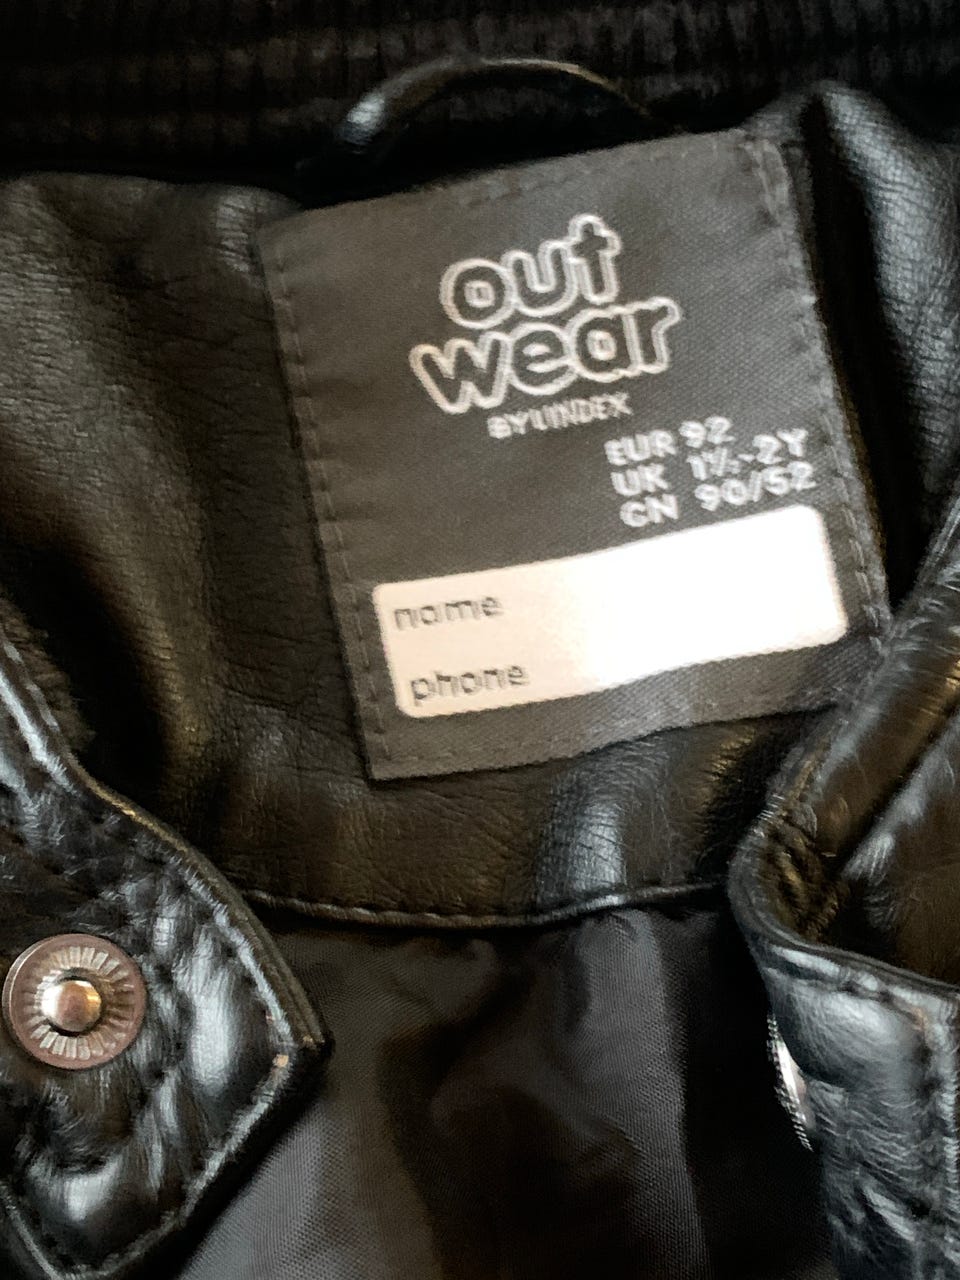 out
wear
BY LINDEX
EUR 92
UK 1½-2Y
CN 90/52
name
phone